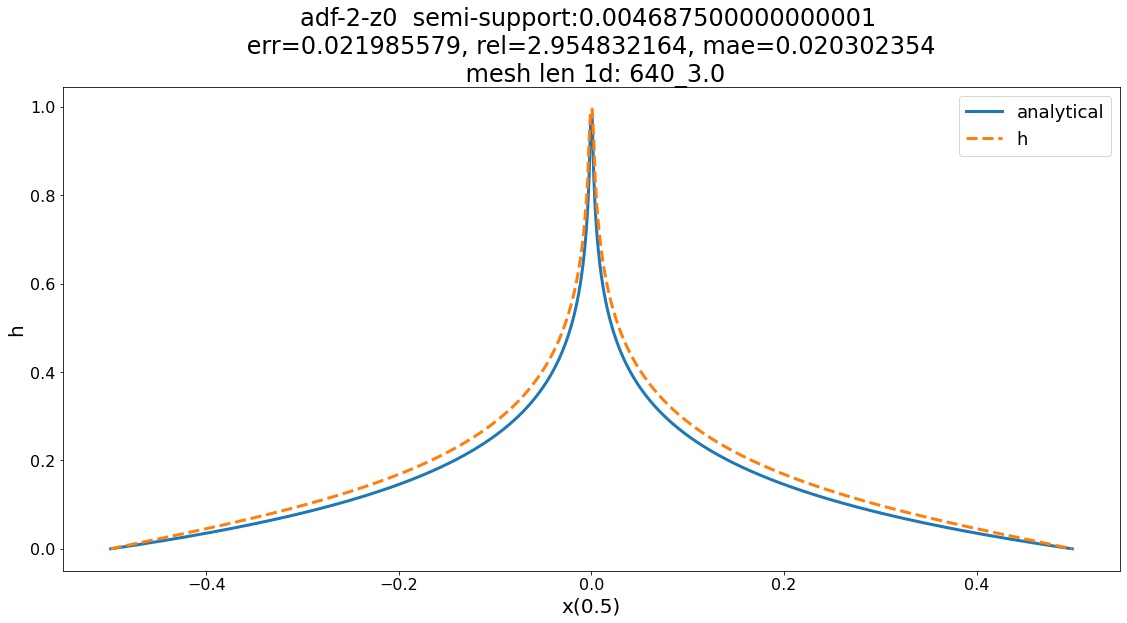 adf-2-z0 semi-support:0.004687500000000001
err=0.021985579, rel=2.954832164, mae=0.020302354
mesh len 1d: 640_3.0
analytical
h
h
1.0
0.8
0.6
0.4
0.2
0.0
−0.4
−0.2
0.0
0.2
0.4
x(0.5)